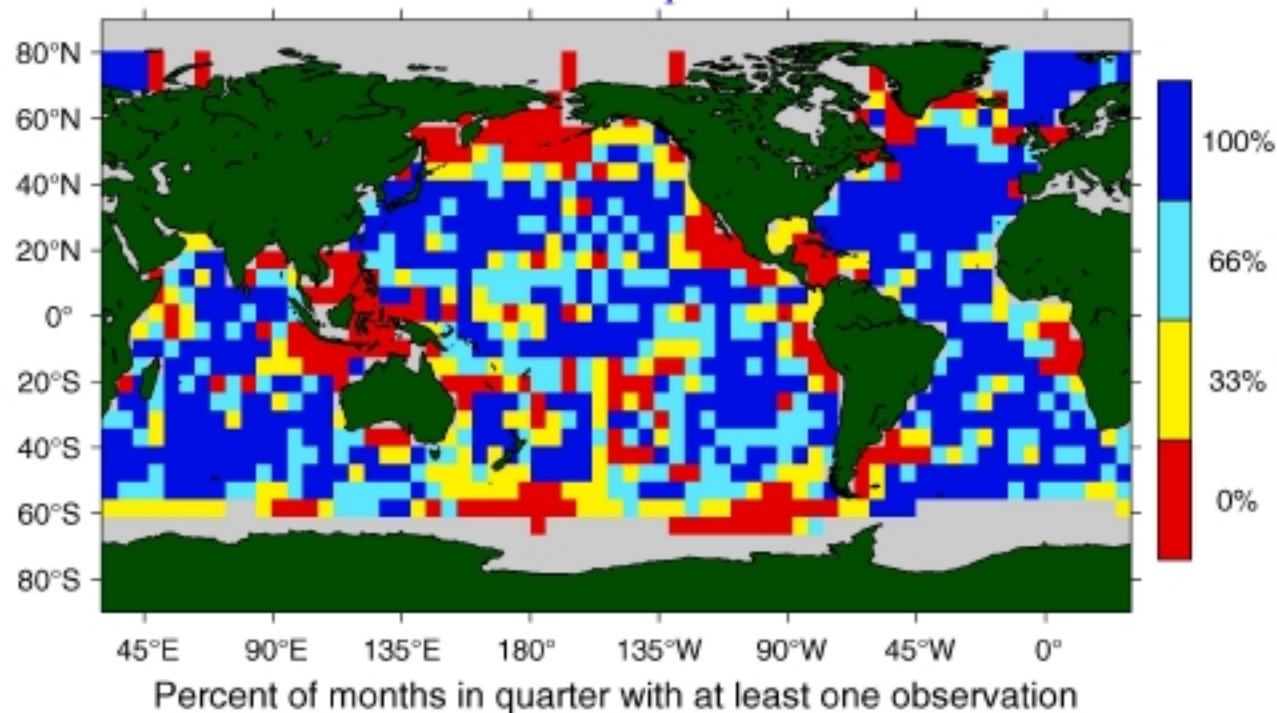 80°N
60°N
40°N
20°N
0°
20°S
40°S
60°S
80°S
45°E 90°E 135°E 180° 135°W 90°W 45°W 0°
100%
66%
33%
0%
Percent of months in quarter with at least one observation